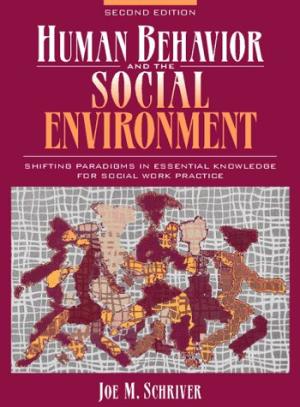 SECOND EDITION
HUMAN BEHAVIOR
AND THE
SOCIAL
ENVIRONMENT
SHIFTING PARADIGMS IN ESSENTIAL KNOWLEDGE
FOR SOCIAL WORK PRACTICE
JOE M. SCHRIVER